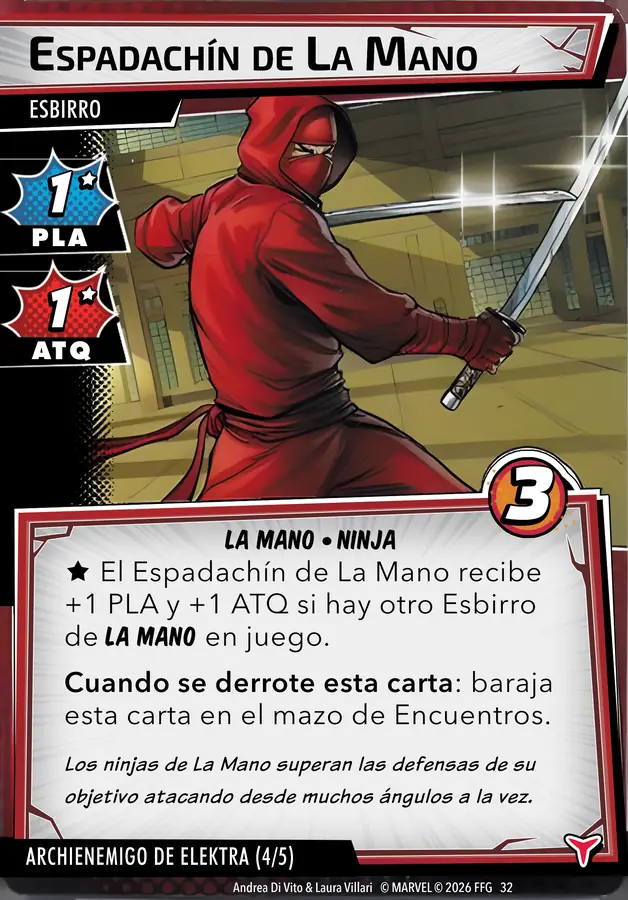 ESPADACHÍN DE LA MANO
ESBIRRO
1★
PLA
1★
ATQ
3
LA MANO • NINJA
★ El Espadachín de La Mano recibe
+1 PLA y +1 ATQ si hay otro Esbirro
de LA MANO en juego.
Cuando se derrote esta carta: baraja
esta carta en el mazo de Encuentros.
Los ninjas de La Mano superan las defensas de su
objetivo atacando desde muchos ángulos a la vez.
ARCHIENEMIGO DE ELEKTRA (4/5)
Andrea Di Vito & Laura Villari © MARVEL © 2026 FFG 32